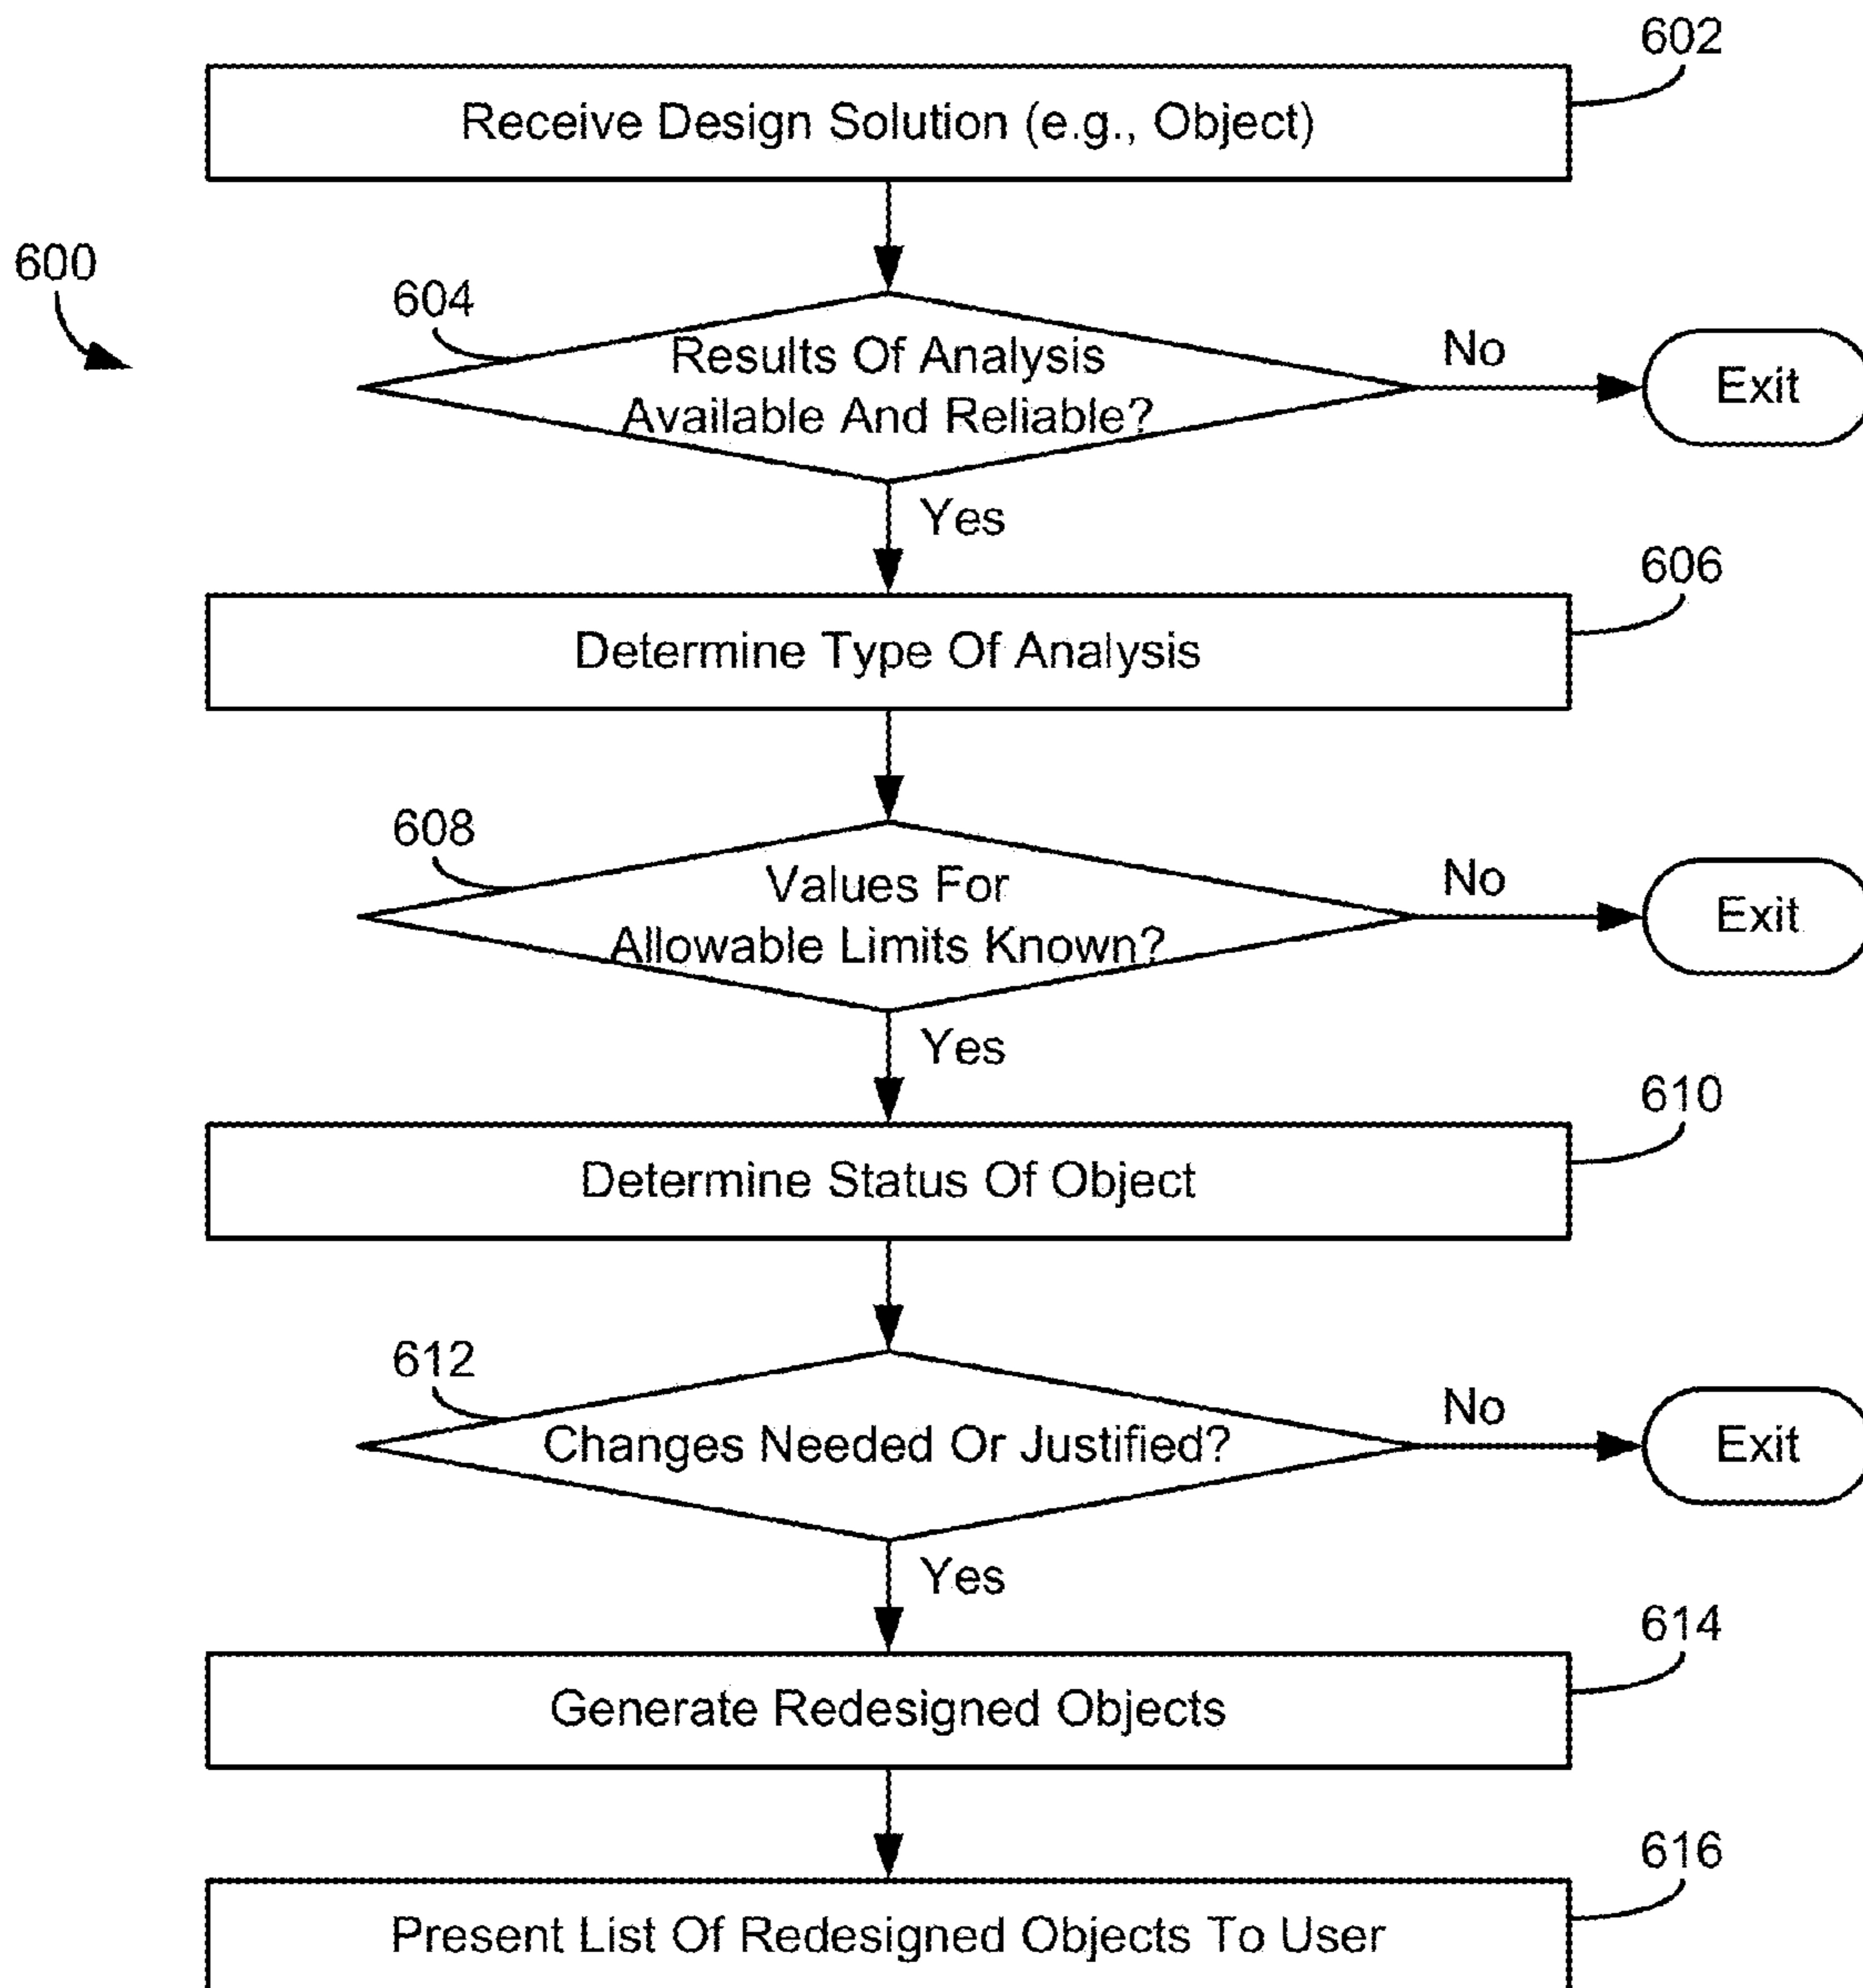 602
Receive Design Solution (e.g., Object)
600
604
Results Of Analysis
Available And Reliable?
No
Exit
Yes
606
Determine Type Of Analysis
608
Values For
Allowable Limits Known?
No
Exit
Yes
610
Determine Status Of Object
612
Changes Needed Or Justified?
No
Exit
Yes
614
Generate Redesigned Objects
616
Present List Of Redesigned Objects To User